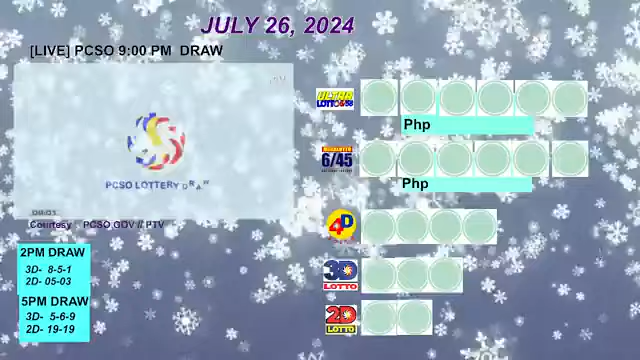 JULY 26, 2024
[LIVE] PCSO 9:00 PM DRAW
PCSO LOTTERY DRAW
Courtesy PCSO.GOV // PTV
ULTRA
LOTTO 6/58
Php
6/45
Php
4D
3D
LOTTO
2D
LOTTO
2PM DRAW
3D- 8-5-1
2D- 05-03
5PM DRAW
3D- 5-6-9
2D- 19-19